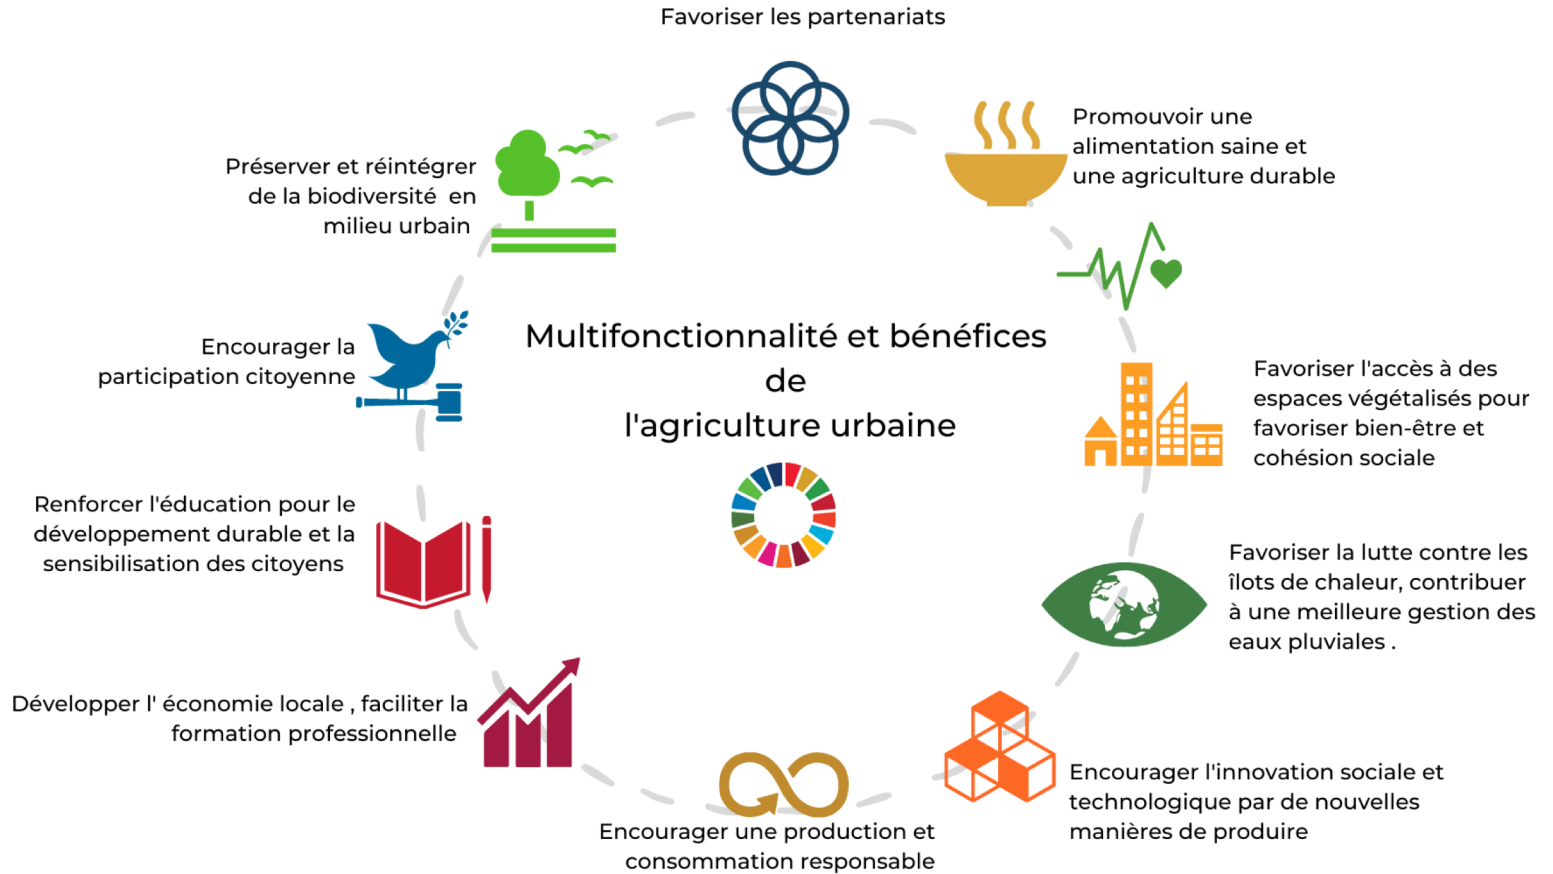 Favoriser les partenariats
Promouvoir une
alimentation saine et
une agriculture durable
Préserver et réintégrer
de la biodiversité en
milieu urbain
Multifonctionnalité et bénéfices
de
l'agriculture urbaine
Encourager la
participation citoyenne
Favoriser l'accès à des
espaces végétalisés pour
favoriser bien-être et
cohésion sociale
Renforcer l'éducation pour le
développement durable et la
sensibilisation des citoyens
Favoriser la lutte contre les
îlots de chaleur, contribuer
à une meilleure gestion des
eaux pluviales .
Développer l' économie locale , faciliter la
formation professionnelle
Encourager l'innovation sociale et
technologique par de nouvelles
manières de produire
Encourager une production et
consommation responsable